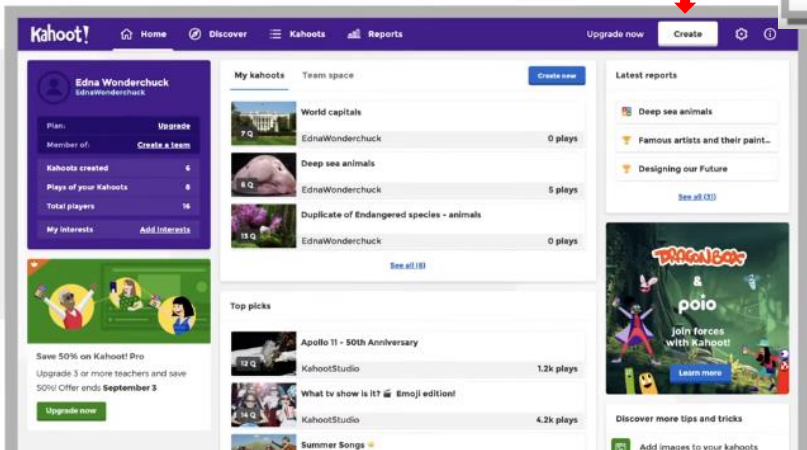 Kahoot!
Home
Discover
Kahoots
Reports
Upgrade now
Create
Edna Wonderchuck
EdnaWonderchuck
Plan:
Upgrade
Member of:
Create a team
Kahoots created
6
Plays of your Kahoots
8
Total players
16
My interests
Add interests
Save 50% on Kahoot! Pro
Upgrade 3 or more teachers and save
50%! Offer ends September 3
Upgrade now
My kahoots
Team space
Create new
World capitals
7 Q
EdnaWonderchuck
0 plays
Deep sea animals
6 Q
EdnaWonderchuck
5 plays
Duplicate of Endangered species - animals
13 Q
EdnaWonderchuck
0 plays
See all (6)
Top picks
Apollo 11 - 50th Anniversary
12 Q
KahootStudio
1.2k plays
What tv show is it? 🎬 Emoji edition!
14 Q
KahootStudio
4.2k plays
Summer Songs
Latest reports
Deep sea animals
Famous artists and their paint...
Designing our Future
See all (31)
DRAGONBOX
&
poio
join forces
with Kahoot!
Learn more
Discover more tips and tricks
Add images to your kahoots